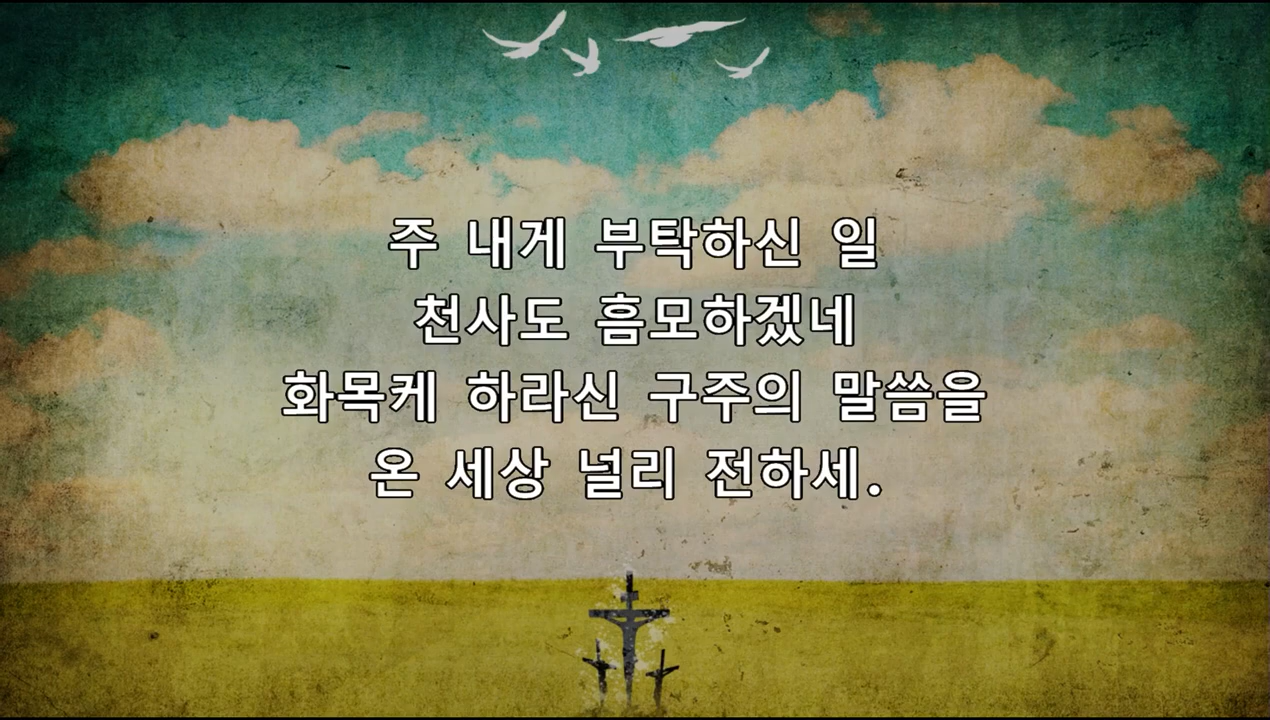 주 내게 부탁하신 일
천사도 흠모하겠네
화목케 하라신 구주의 말씀을
온 세상 널리 전하세.